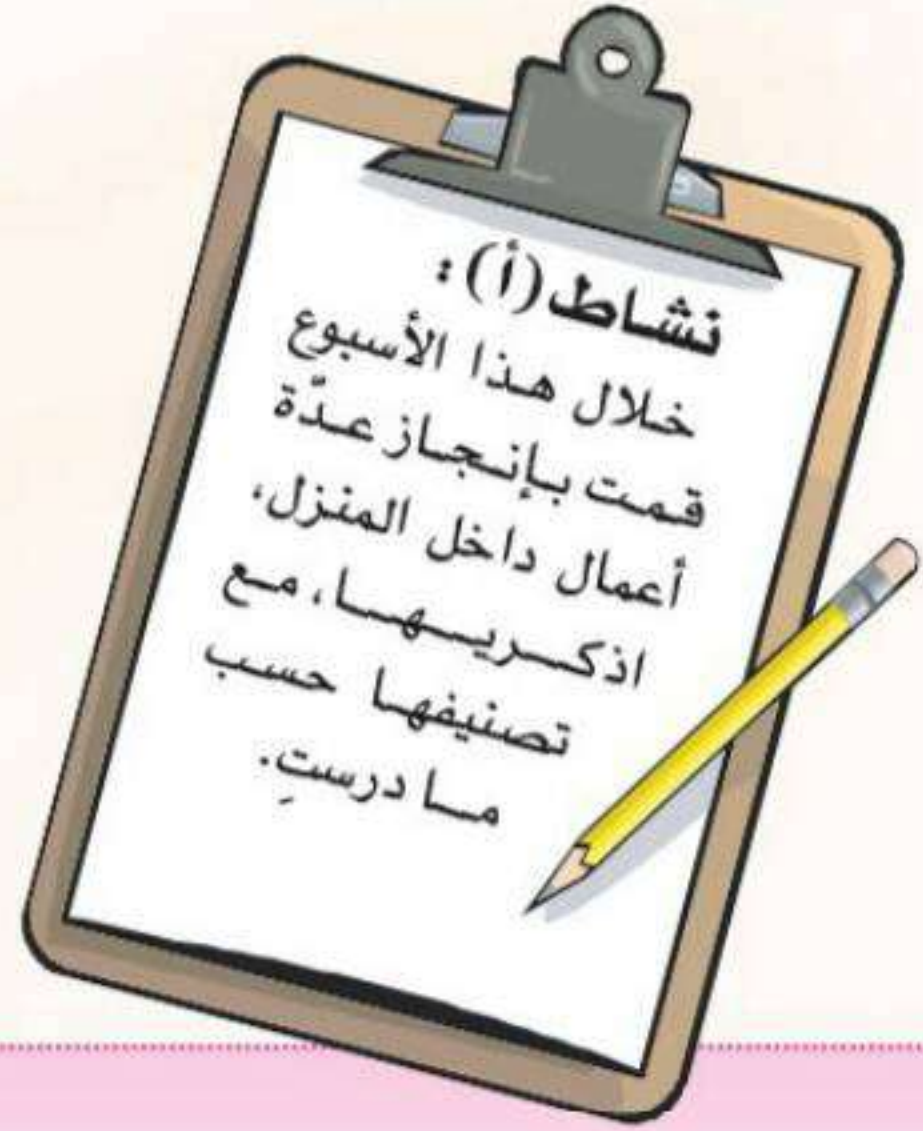 نشاط (أ) :
خلال هذا الأسبوع
قمت بإنجاز عدّة
أعمال داخل المنزل،
اذكريها، مع
تصنيفها حسب
ما درستِ.